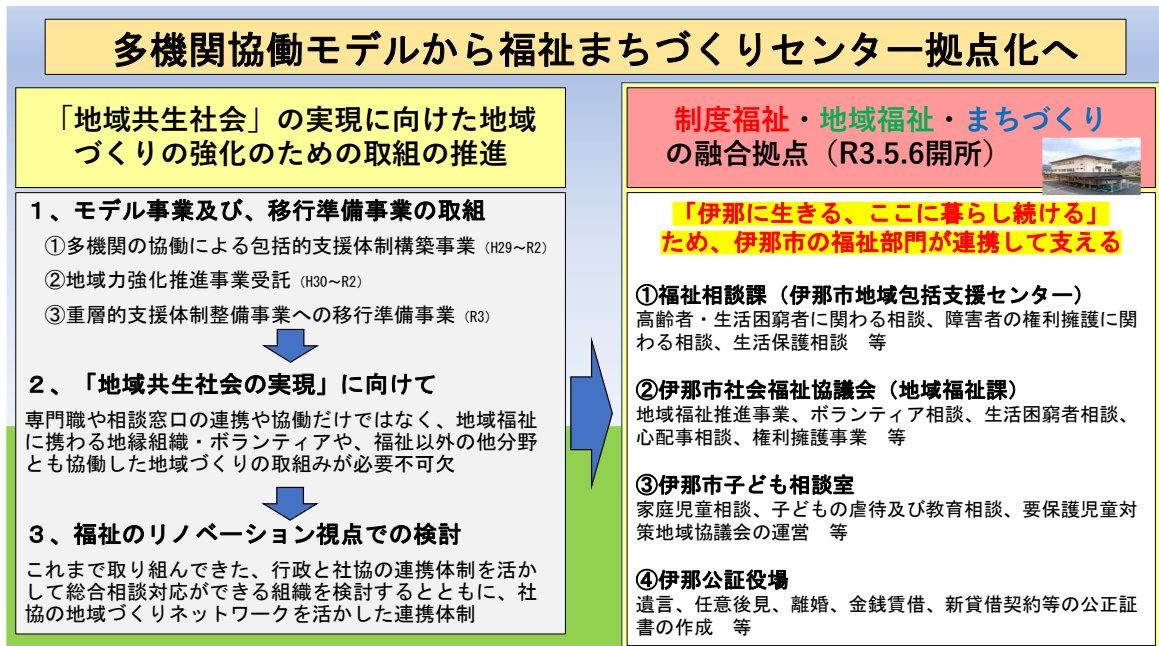 多機関協働モデルから福祉まちづくりセンター拠点化へ
「地域共生社会」の実現に向けた地域
づくりの強化のための取組の推進
１、モデル事業及び、移行準備事業の取組
①多機関の協働による包括的支援体制構築事業（H29～R2）
②地域力強化推進事業受託（H30～R2）
③重層的支援体制整備事業への移行準備事業（R3）
２、「地域共生社会の実現」に向けて
専門職や相談窓口の連携や協働だけではなく、地域福祉
に携わる地縁組織・ボランティアや、福祉以外の他分野
とも協働した地域づくりの取組みが必要不可欠
３、福祉のリノベーション視点での検討
これまで取り組んできた、行政と社協の連携体制を活か
して総合相談対応ができる組織を検討するとともに、社
協の地域づくりネットワークを活かした連携体制
制度福祉・地域福祉・まちづくり
の融合拠点（R3.5.6開所）
「伊那に生きる、ここに暮らし続ける」
ため、伊那市の福祉部門が連携して支える
①福祉相談課（伊那市地域包括支援センター）
高齢者・生活困窮者に関わる相談、障害者の権利擁護に関
わる相談、生活保護相談　等
②伊那市社会福祉協議会（地域福祉課）
地域福祉推進事業、ボランティア相談、生活困窮者相談、
心配事相談、権利擁護事業　等
③伊那市子ども相談室
家庭児童相談、子どもの虐待及び教育相談、要保護児童対
策地域協議会の運営　等
④伊那公証役場
遺言、任意後見、離婚、金銭賃借、新貸借契約等の公正証
書の作成　等